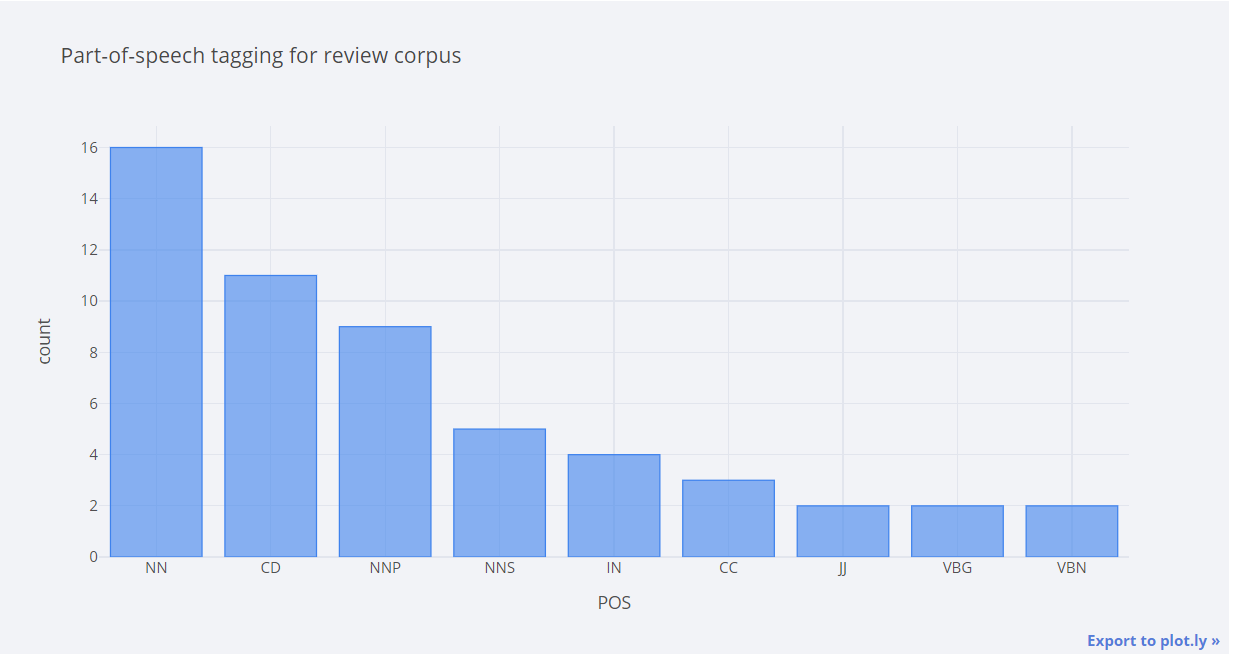 Part-of-speech tagging for review corpus
count
16
14
12
10
8
6
4
2
0
NN CD NNP NNS IN CC JJ VBG VBN
POS
Export to plot.ly »